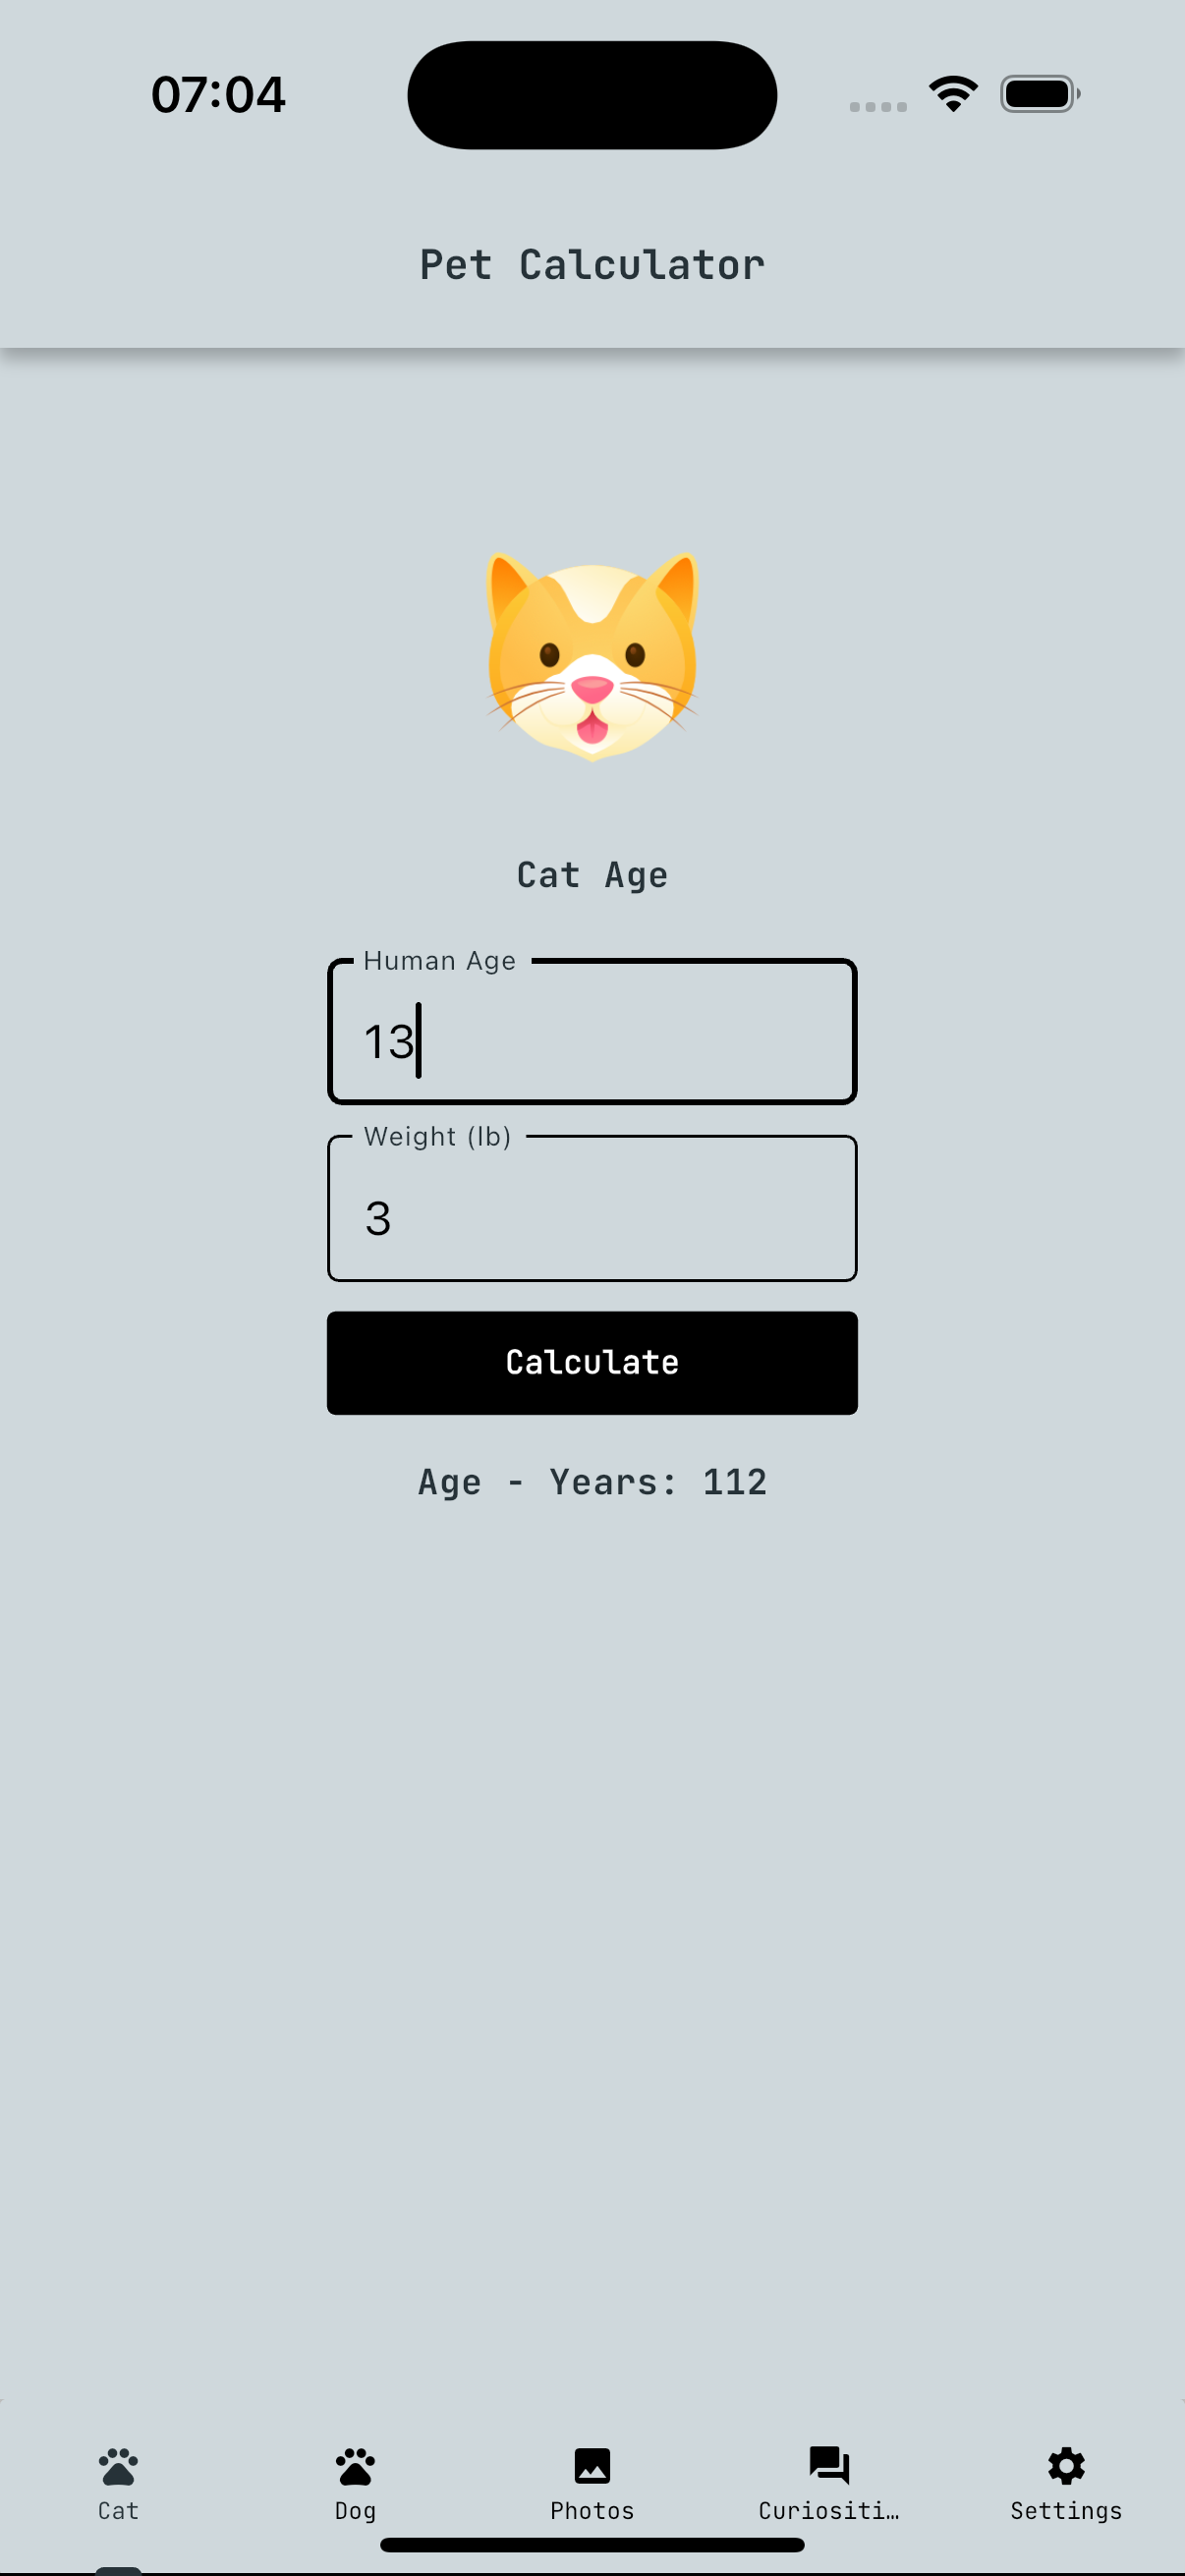 07:04
Pet Calculator
Cat Age
Human Age
13
Weight (lb)
3
Calculate
Age - Years: 112
Cat
Dog
Photos
Curiositi…
Settings